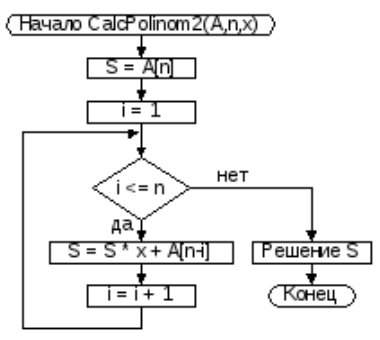 Начало CalcPolinom2(A,n,x)
S = A[n]
i = 1
i <= n
нет
да
S = S * x + A[n-i]
Решение S
i = i + 1
Конец